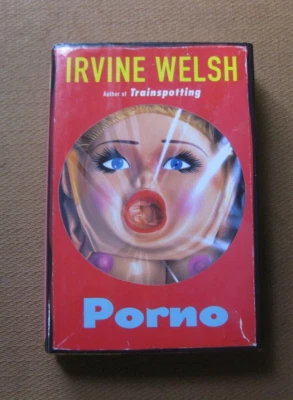 IRVINE WELSH
Author of Trainspotting
Porno